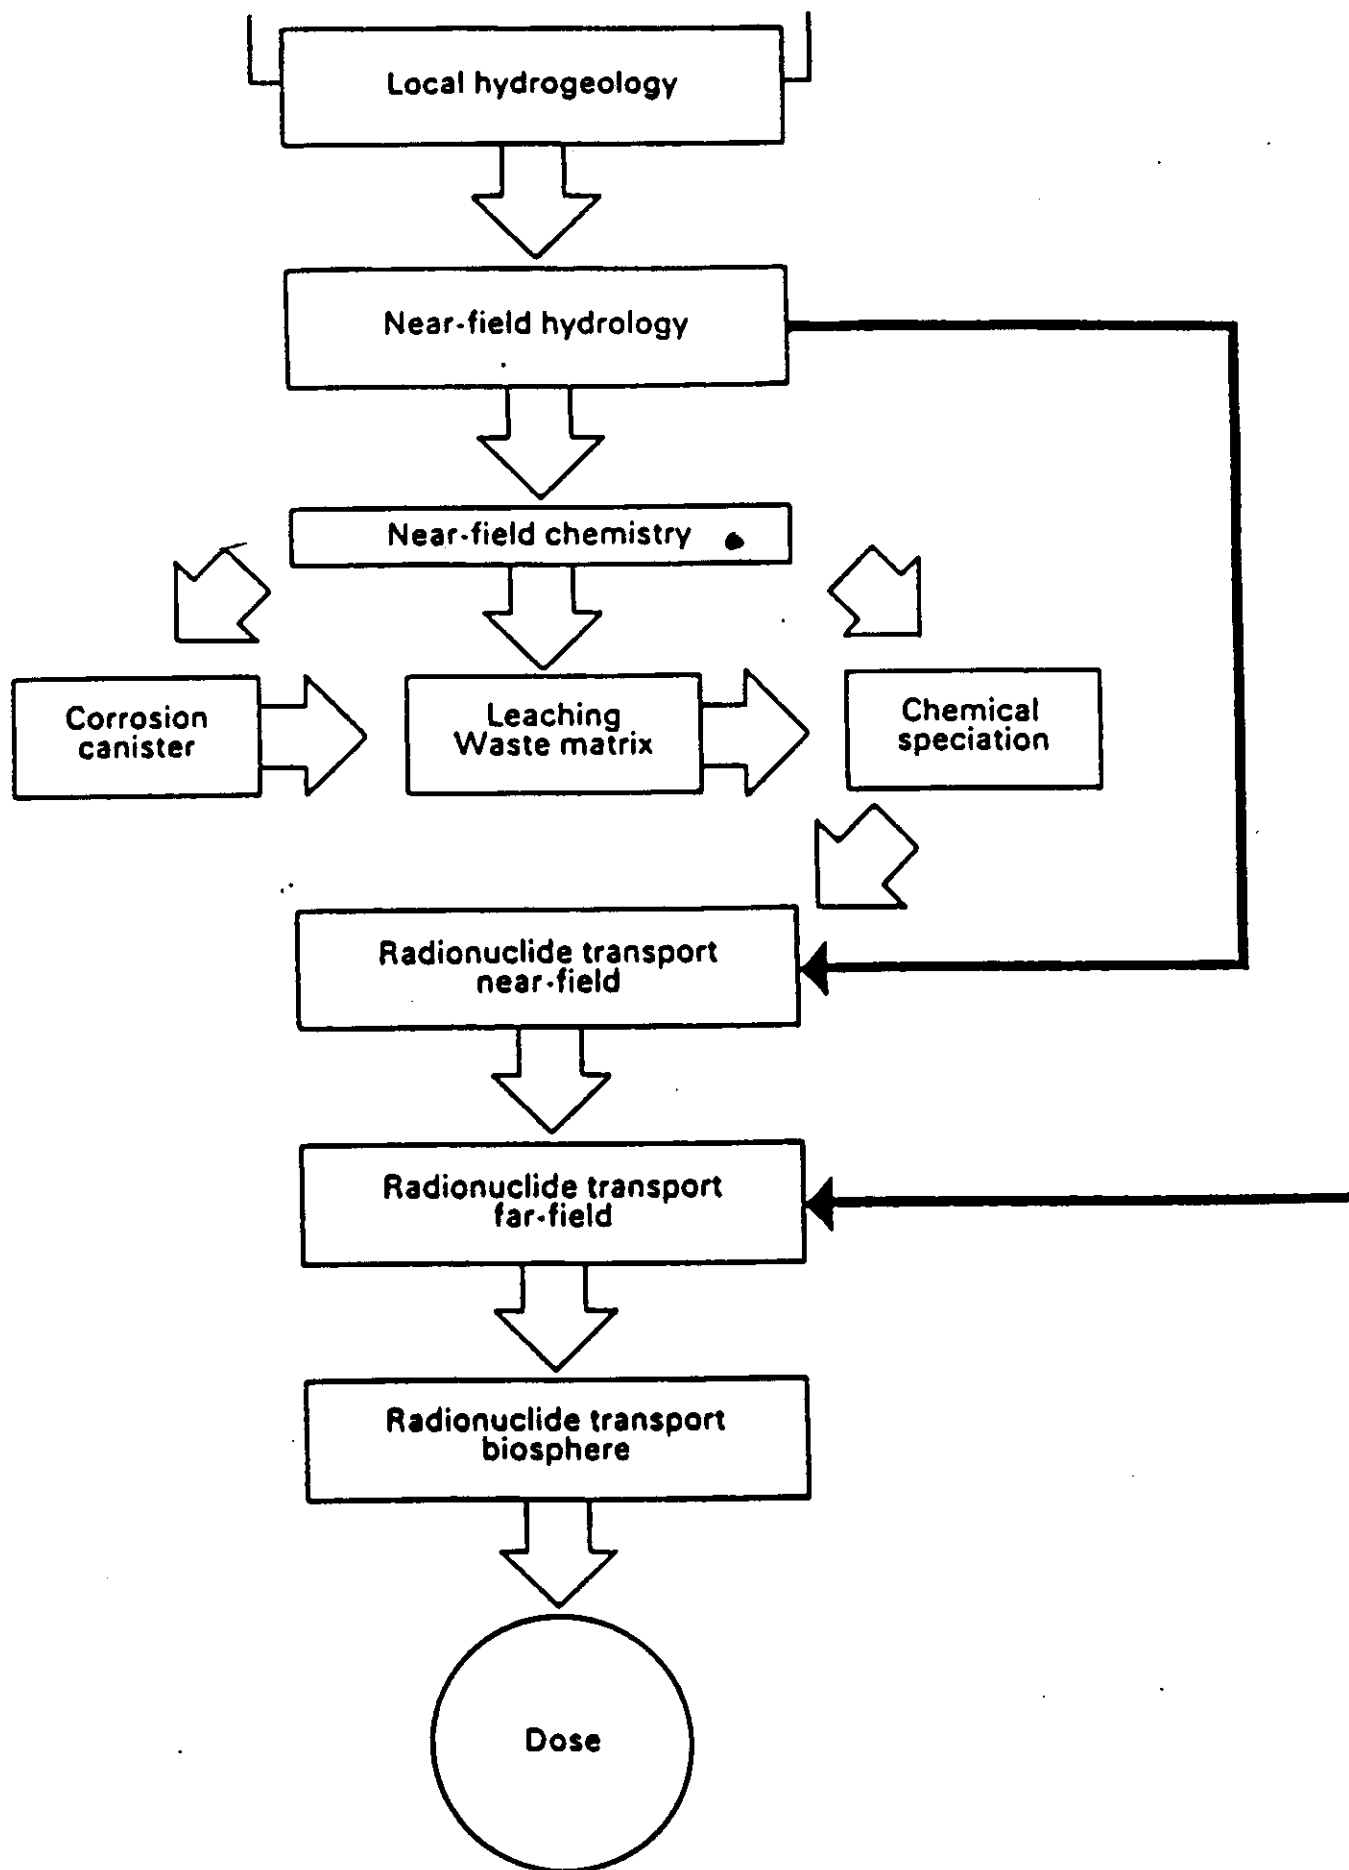 Local hydrogeology
Near-field hydrology
Near-field chemistry
Corrosion
canister
Leaching
Waste matrix
Chemical
speciation
Radionuclide transport
near-field
Radionuclide transport
far-field
Radionuclide transport
biosphere
Dose